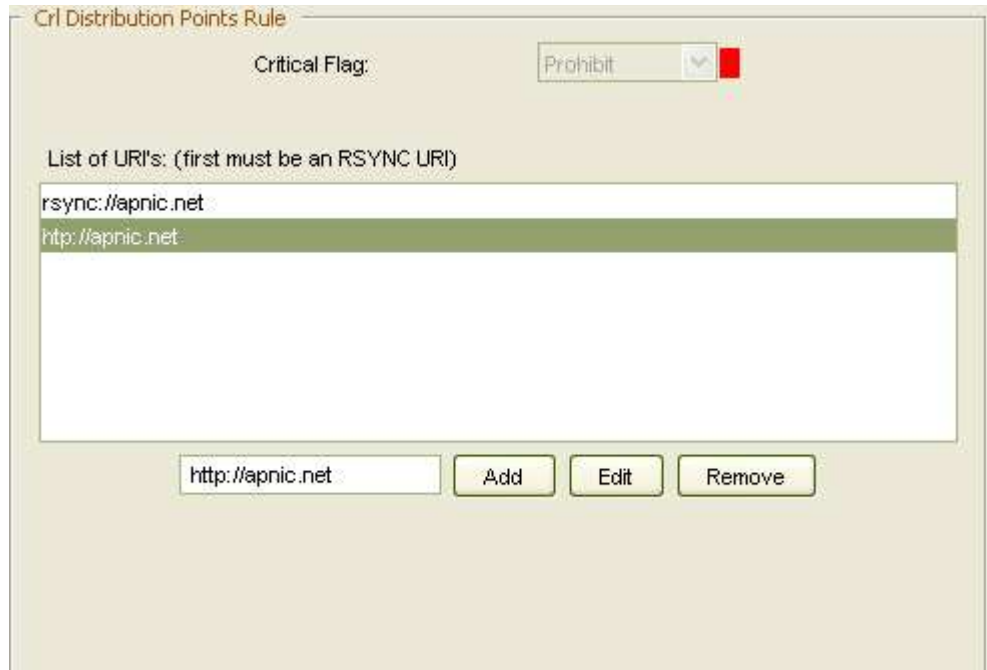 Crl Distribution Points Rule
Critical Flag: Prohibit
List of URI's: (first must be an RSYNC URI)
rsync://apnic.net
htp://apnic.net
http://apnic.net Add Edit Remove